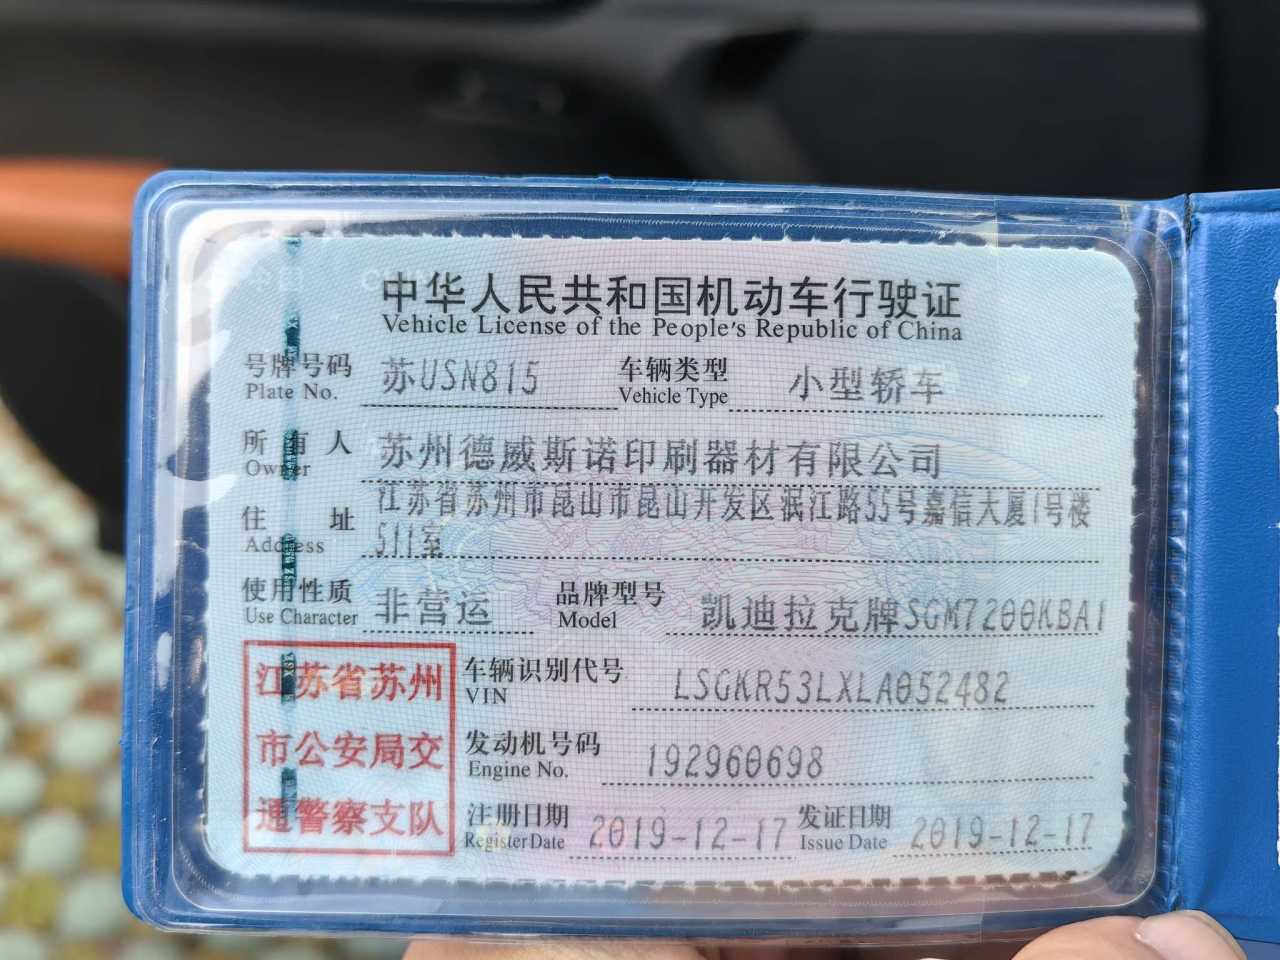 中华人民共和国机动车行驶证
Vehicle License of the People's Republic of China
号牌号码 苏USN815 车辆类型 小型轿车
Plate No. Vehicle Type
所有人 苏州德威斯诺印刷器材有限公司
Owner
住址 江苏省苏州市昆山市昆山开发区洞江路55号嘉信大厦1号楼
Address 511室
使用性质 非营运 品牌型号 凯迪拉克牌SGM7200KBA1
Use Character Model
江苏省苏州
市公安局交
通警察支队
车辆识别代号 LSGKR53LXLA052482
VIN
发动机号码 192960698
Engine No.
注册日期 2019-12-17 发证日期 2019-12-17
Register Date Issue Date